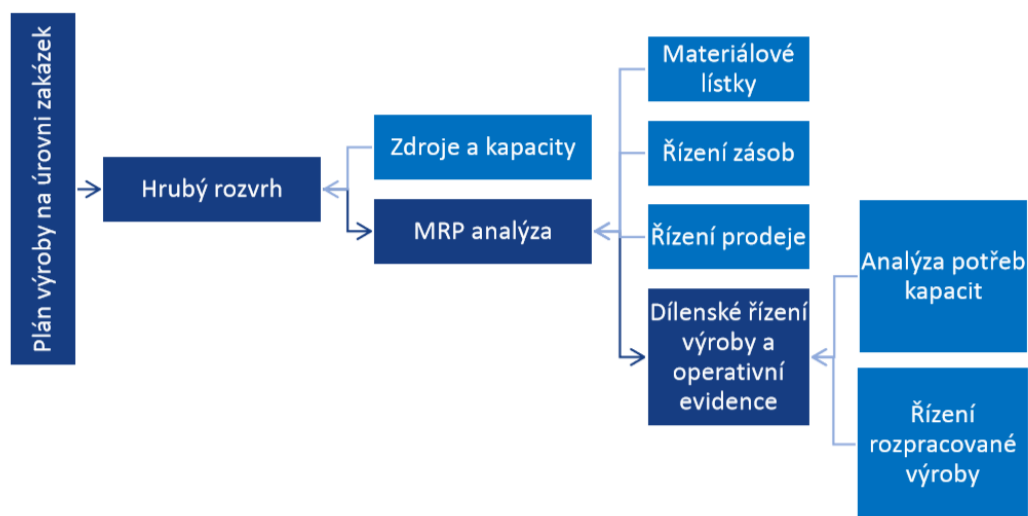 Plán výroby na úrovni zakázek
Hrubý rozvrh
Zdroje a kapacity
MRP analýza
Materiálové
lístky
Řízení zásob
Řízení prodeje
Dílenské řízení
výroby a
operativní
evidence
Analýza potřeb
kapacit
Řízení
rozpracované
výroby